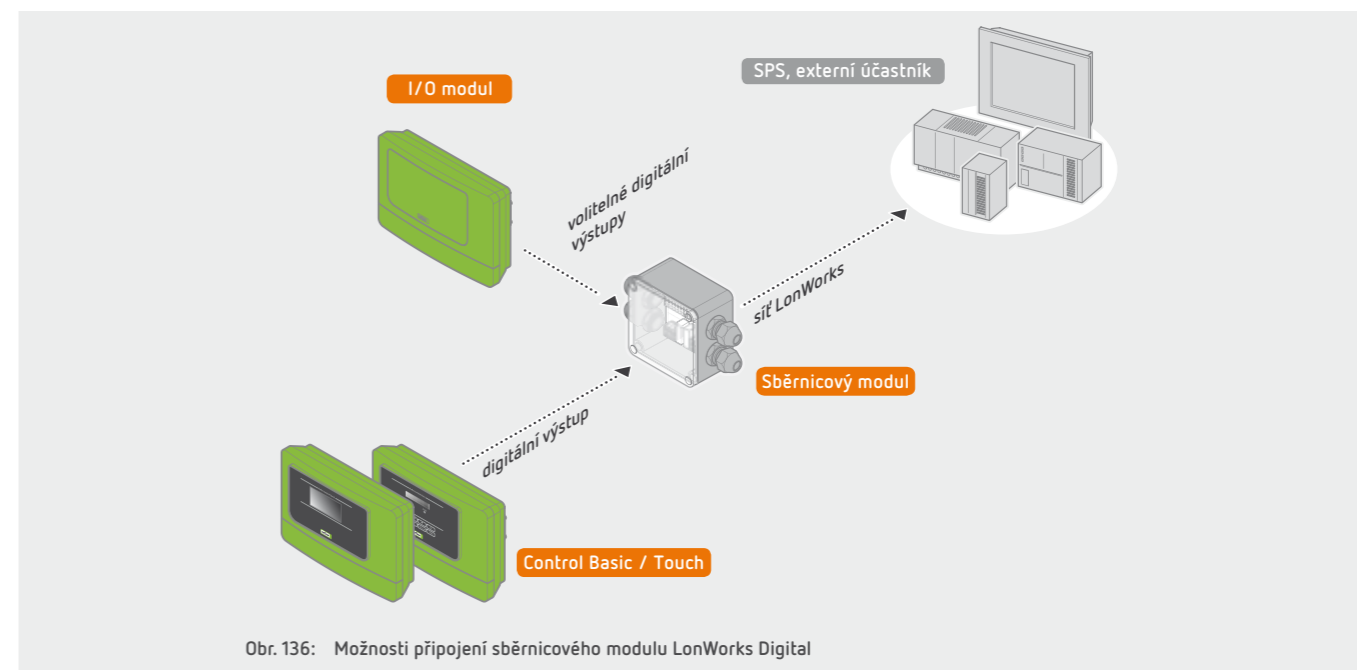 I/O modul
SPS, externí účastník
volitelné digitální
výstupy
síť LonWorks
Sběrnicový modul
digitální výstup
Control Basic / Touch
Obr. 136: Možnosti připojení sběrnicového modulu LonWorks Digital